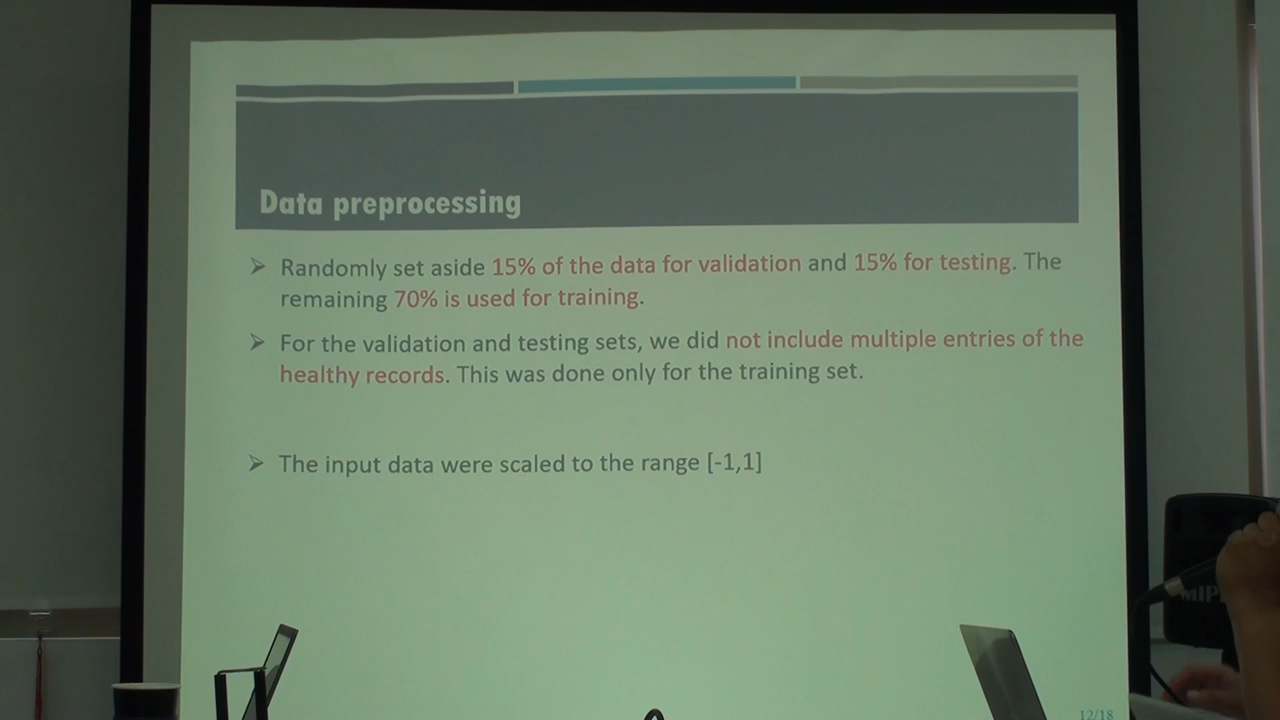 Data preprocessing
➢ Randomly set aside 15% of the data for validation and 15% for testing. The
remaining 70% is used for training.
➢ For the validation and testing sets, we did not include multiple entries of the
healthy records. This was done only for the training set.
➢ The input data were scaled to the range [-1,1]
MIP
12/18